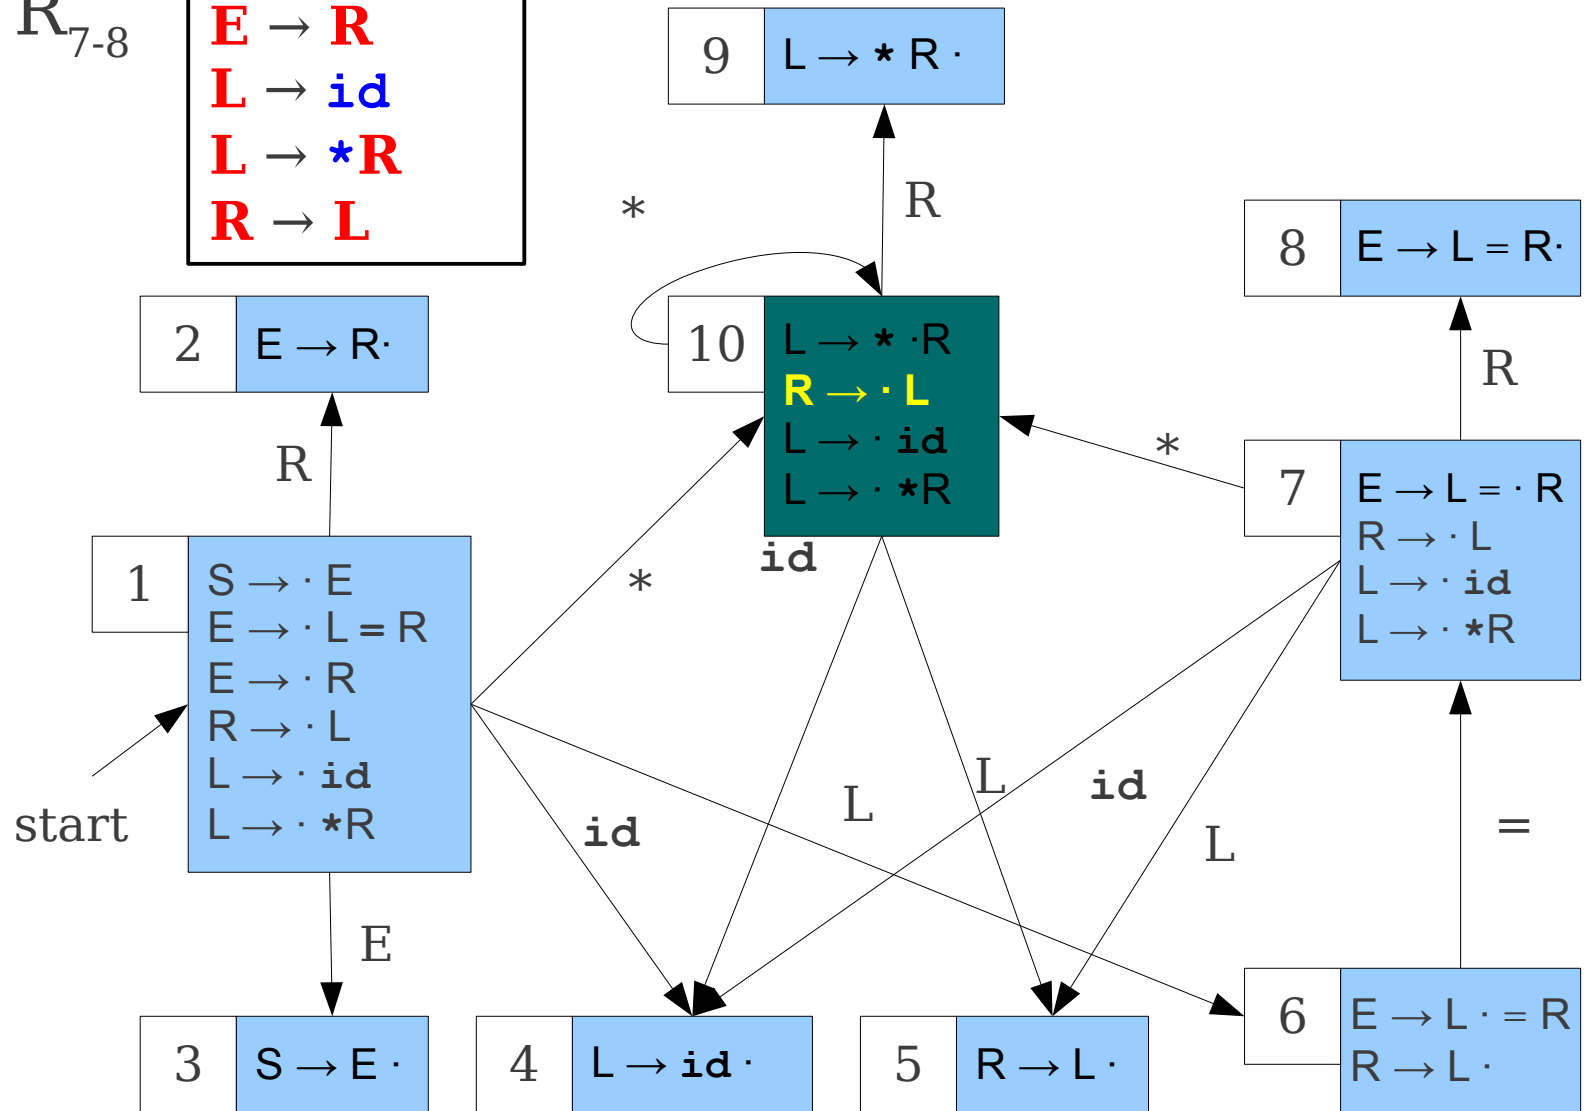 R7-8
E → R
L → id
L → *R
R → L
9
L → * R ·
*
R
8
E → L = R·
2
E → R·
10
L → * ·R
R → · L
L → · id
L → · *R
R
R
*
7
E → L = · R
R → · L
L → · id
L → · *R
1
S → · E
E → · L = R
E → · R
R → · L
L → · id
L → · *R
id
*
start
id
L
L
id
L
=
E
3
S → E ·
4
L → id ·
5
R → L ·
6
E → L · = R
R → L ·